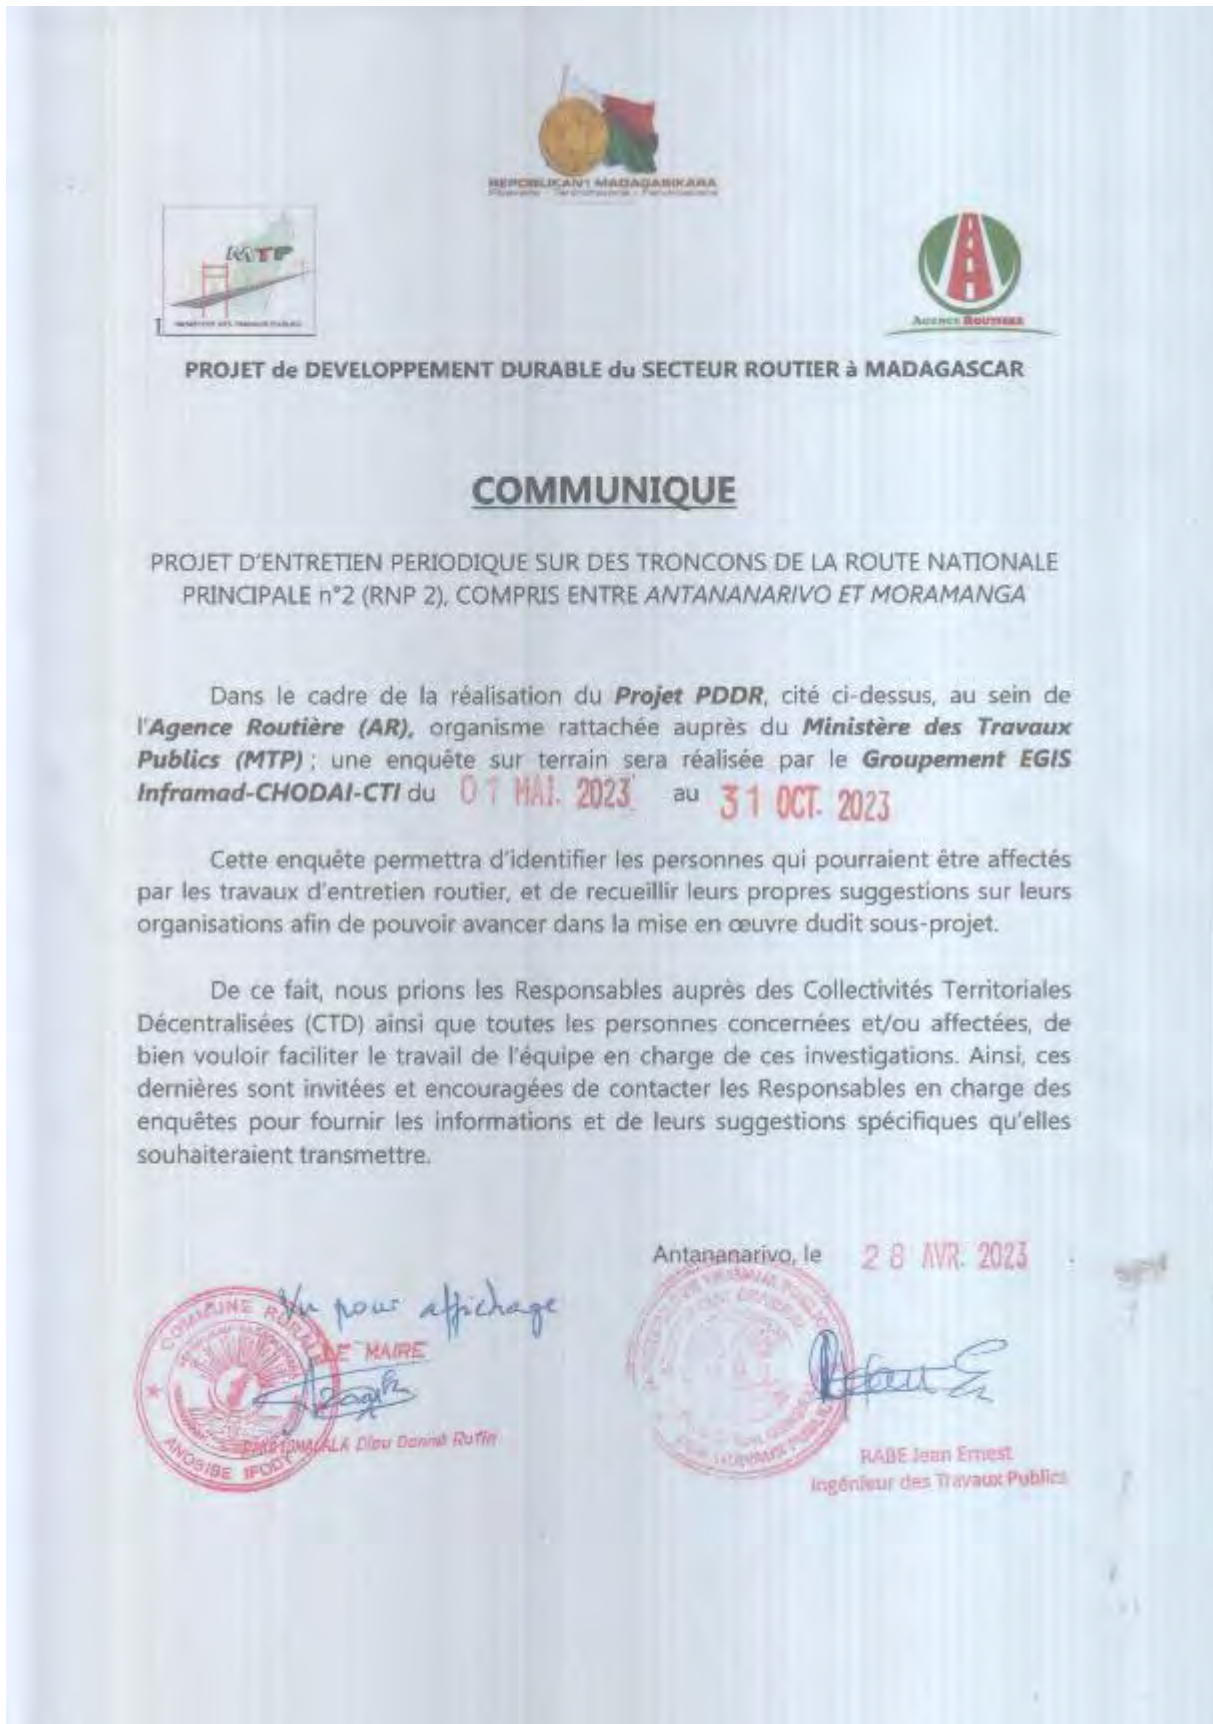 REPOBLIKAN'I MADAGASIKARA
Fitiavana - Tanindrazana - Fandrosoana
MTP
MINISTERE DES TRAVAUX PUBLICS
AGENCE ROUTIERE
PROJET de DEVELOPPEMENT DURABLE du SECTEUR ROUTIER à MADAGASCAR
COMMUNIQUE
PROJET D'ENTRETIEN PERIODIQUE SUR DES TRONCONS DE LA ROUTE NATIONALE
PRINCIPALE n°2 (RNP 2), COMPRIS ENTRE ANTANANARIVO ET MORAMANGA
Dans le cadre de la réalisation du Projet PDDR, cité ci-dessus, au sein de
l'Agence Routière (AR), organisme rattachée auprès du Ministère des Travaux
Publics (MTP) ; une enquête sur terrain sera réalisée par le Groupement EGIS
Inframad-CHODAI-CTI du 01 MAI. 2023 au 31 OCT. 2023
Cette enquête permettra d'identifier les personnes qui pourraient être affectés
par les travaux d'entretien routier, et de recueillir leurs propres suggestions sur leurs
organisations afin de pouvoir avancer dans la mise en œuvre dudit sous-projet.
De ce fait, nous prions les Responsables auprès des Collectivités Territoriales
Décentralisées (CTD) ainsi que toutes les personnes concernées et/ou affectées, de
bien vouloir faciliter le travail de l'équipe en charge de ces investigations. Ainsi, ces
dernières sont invitées et encouragées de contacter les Responsables en charge des
enquêtes pour fournir les informations et de leurs suggestions spécifiques qu'elles
souhaiteraient transmettre.
Antananarivo, le 28 AVR. 2023
Vu pour affichage
COMMUNE RURALE
LE MAIRE
Dieu Donné Rufin
ANOSIBE IFODY
RABE Jean Ernest
Ingénieur des Travaux Publics